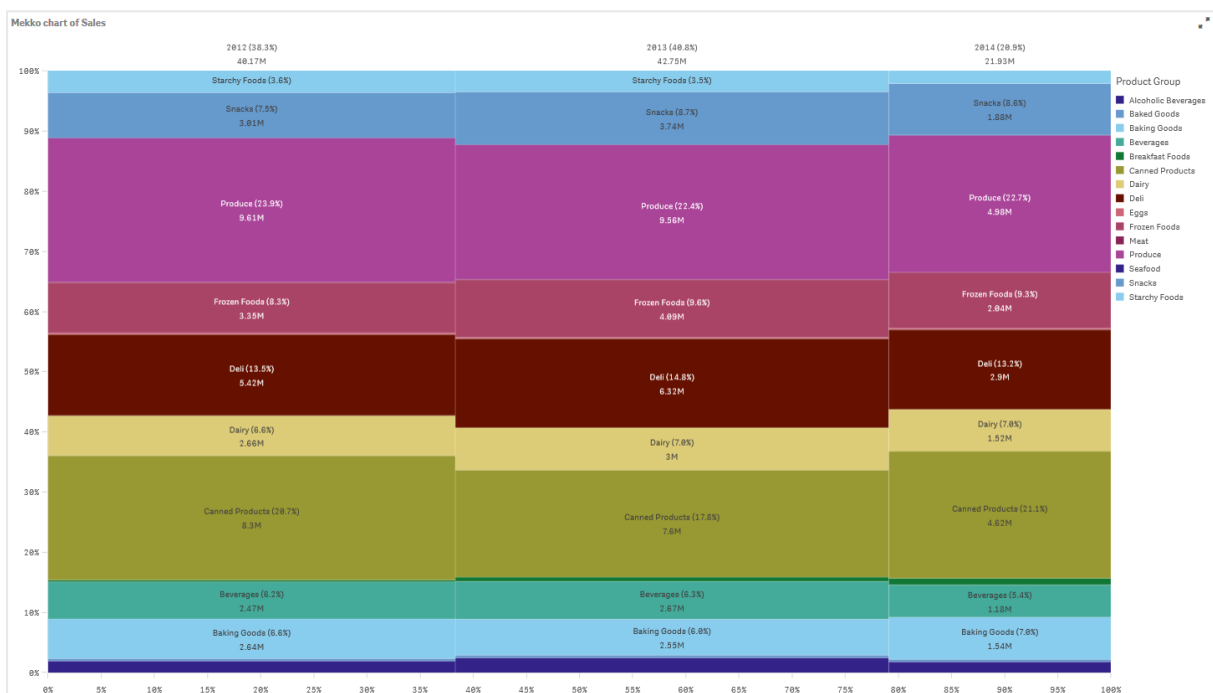 Mekko chart of Sales
2012 (38.3%)
40.17M
2013 (40.8%)
42.75M
2014 (20.9%)
21.93M
100%
90%
80%
70%
60%
50%
40%
30%
20%
10%
0%
Starchy Foods (3.6%)
Snacks (7.5%)
3.01M
Produce (23.9%)
9.61M
Frozen Foods (8.3%)
3.35M
Deli (13.5%)
5.42M
Dairy (6.6%)
2.66M
Canned Products (20.7%)
8.3M
Beverages (6.2%)
2.47M
Baking Goods (6.6%)
2.64M
Starchy Foods (3.5%)
Snacks (8.7%)
3.74M
Produce (22.4%)
9.56M
Frozen Foods (9.6%)
4.09M
Deli (14.8%)
6.32M
Dairy (7.0%)
3M
Canned Products (17.8%)
7.6M
Beverages (6.3%)
2.67M
Baking Goods (6.0%)
2.55M
Snacks (8.6%)
1.88M
Produce (22.7%)
4.98M
Frozen Foods (9.3%)
2.04M
Deli (13.2%)
2.9M
Dairy (7.0%)
1.52M
Canned Products (21.1%)
4.62M
Beverages (5.4%)
1.18M
Baking Goods (7.0%)
1.54M
0%
5%
10%
15%
20%
25%
30%
35%
40%
45%
50%
55%
60%
65%
70%
75%
80%
85%
90%
95%
100%
Product Group
Alcoholic Beverages
Baked Goods
Baking Goods
Beverages
Breakfast Foods
Canned Products
Dairy
Deli
Eggs
Frozen Foods
Meat
Produce
Seafood
Snacks
Starchy Foods